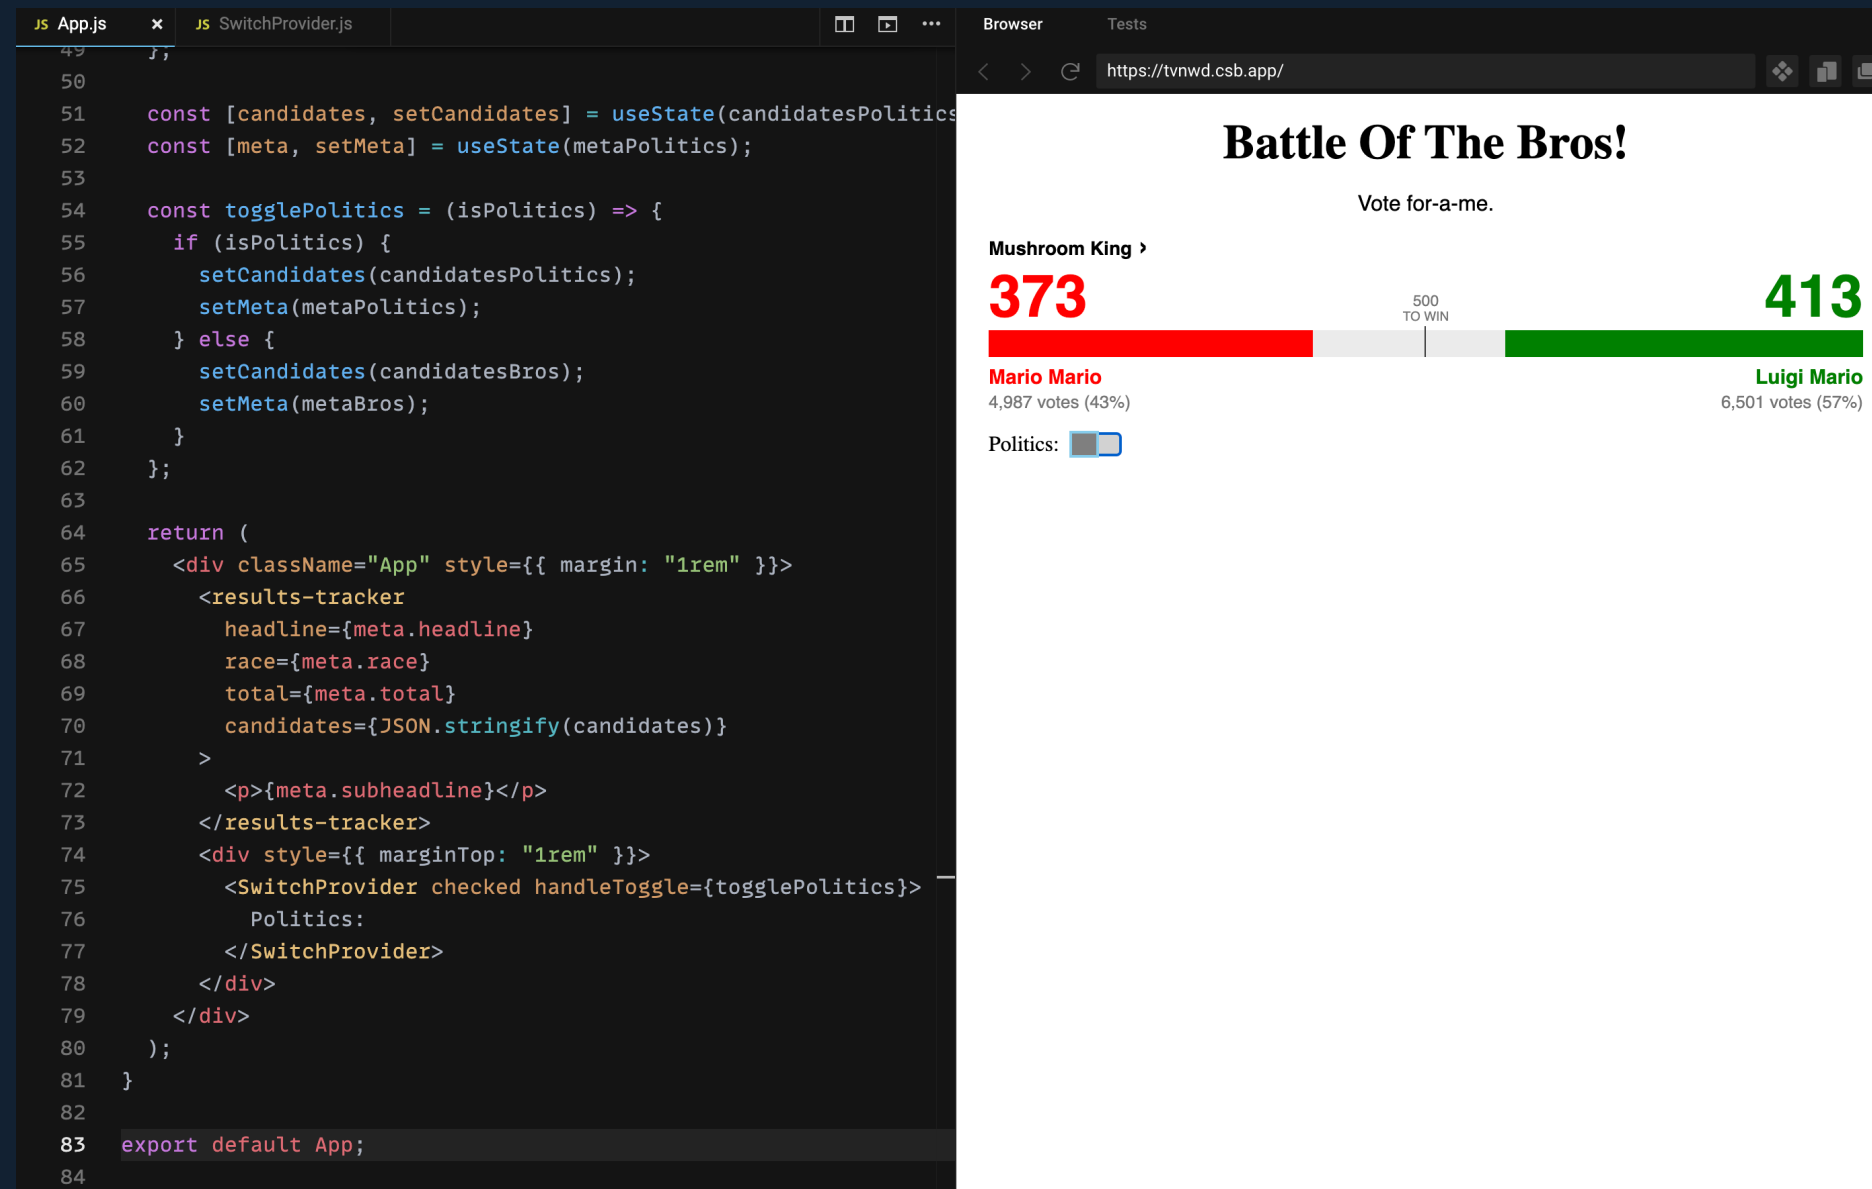 JS App.js × JS SwitchProvider.js
49 };
50
51 const [candidates, setCandidates] = useState(candidatesPolitics
52 const [meta, setMeta] = useState(metaPolitics);
53
54 const togglePolitics = (isPolitics) => {
55 if (isPolitics) {
56 setCandidates(candidatesPolitics);
57 setMeta(metaPolitics);
58 } else {
59 setCandidates(candidatesBros);
60 setMeta(metaBros);
61 }
62 };
63
64 return (
65 <div className="App" style={{ margin: "1rem" }}>
66 <results-tracker
67 headline={meta.headline}
68 race={meta.race}
69 total={meta.total}
70 candidates={JSON.stringify(candidates)}
71 >
72 <p>{meta.subheadline}</p>
73 </results-tracker>
74 <div style={{ marginTop: "1rem" }}>
75 <SwitchProvider checked handleToggle={togglePolitics}>
76 Politics:
77 </SwitchProvider>
78 </div>
79 </div>
80 );
81 }
82
83 export default App;
84
Browser Tests
https://tvnwd.csb.app/
Battle Of The Bros!
Vote for-a-me.
Mushroom King ›
373 413
500
TO WIN
Mario Mario Luigi Mario
4,987 votes (43%) 6,501 votes (57%)
Politics: